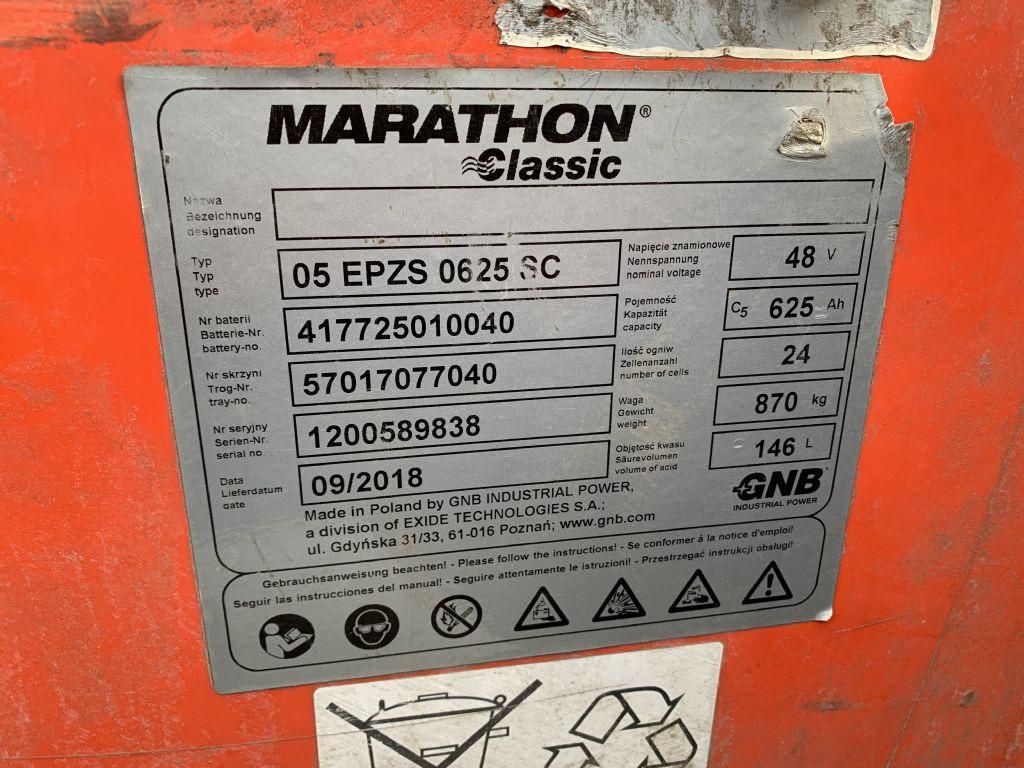 MARATHON®
Classic
Nazwa
Bezeichnung
designation
Typ
Typ
type
05 EPZS 0625 SC
Napięcie znamionowe
Nennspannung
nominal voltage
48 V
Nr baterii
Batterie-Nr.
battery-no.
417725010040
Pojemność
Kapazität
capacity
C5 625 Ah
Nr skrzyni
Trog-Nr.
tray-no.
57017077040
Ilość ogniw
Zellenanzahl
number of cells
24
Nr seryjny
Serien-Nr.
serial no.
1200589838
Waga
Gewicht
weight
870 kg
Data
Lieferdatum
date
09/2018
Objętość kwasu
Säurevolumen
volume of acid
146 L
Made in Poland by GNB INDUSTRIAL POWER,
a division of EXIDE TECHNOLOGIES S.A.;
ul. Gdyńska 31/33, 61-016 Poznań; www.gnb.com
GNB®
INDUSTRIAL POWER
Gebrauchsanweisung beachten! - Please follow the instructions! - Se conformer à la notice d'emploi!
Seguir las instrucciones del manual! - Seguire attentamente le istruzioni! - Przestrzegać instrukcji obsługi!